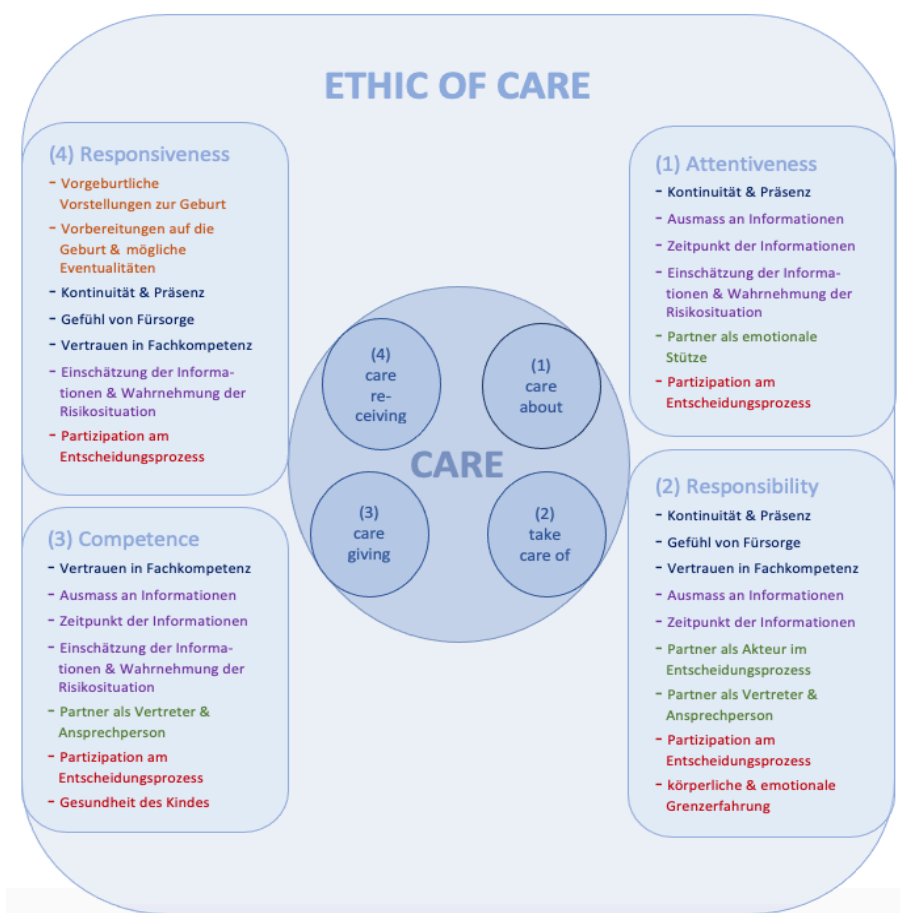 ETHIC OF CARE
(4) Responsiveness
- Vorgeburtliche
Vorstellungen zur Geburt
- Vorbereitungen auf die
Geburt & mögliche
Eventualitäten
- Kontinuität & Präsenz
- Gefühl von Fürsorge
- Vertrauen in Fachkompetenz
- Einschätzung der Informa-
tionen & Wahrnehmung der
Risikosituation
- Partizipation am
Entscheidungsprozess
(1) Attentiveness
- Kontinuität & Präsenz
- Ausmass an Informationen
- Zeitpunkt der Informationen
- Einschätzung der Informa-
tionen & Wahrnehmung der
Risikosituation
- Partner als emotionale
Stütze
- Partizipation am
Entscheidungsprozess
(4)
care
re-
ceiving
(1)
care
about
CARE
(3)
care
giving
(2)
take
care of
(3) Competence
- Vertrauen in Fachkompetenz
- Ausmass an Informationen
- Zeitpunkt der Informationen
- Einschätzung der Informa-
tionen & Wahrnehmung der
Risikosituation
- Partner als Vertreter &
Ansprechperson
- Partizipation am
Entscheidungsprozess
- Gesundheit des Kindes
(2) Responsibility
- Kontinuität & Präsenz
- Gefühl von Fürsorge
- Vertrauen in Fachkompetenz
- Ausmass an Informationen
- Zeitpunkt der Informationen
- Partner als Akteur im
Entscheidungsprozess
- Partner als Vertreter &
Ansprechperson
- Partizipation am
Entscheidungsprozess
- körperliche & emotionale
Grenzerfahrung